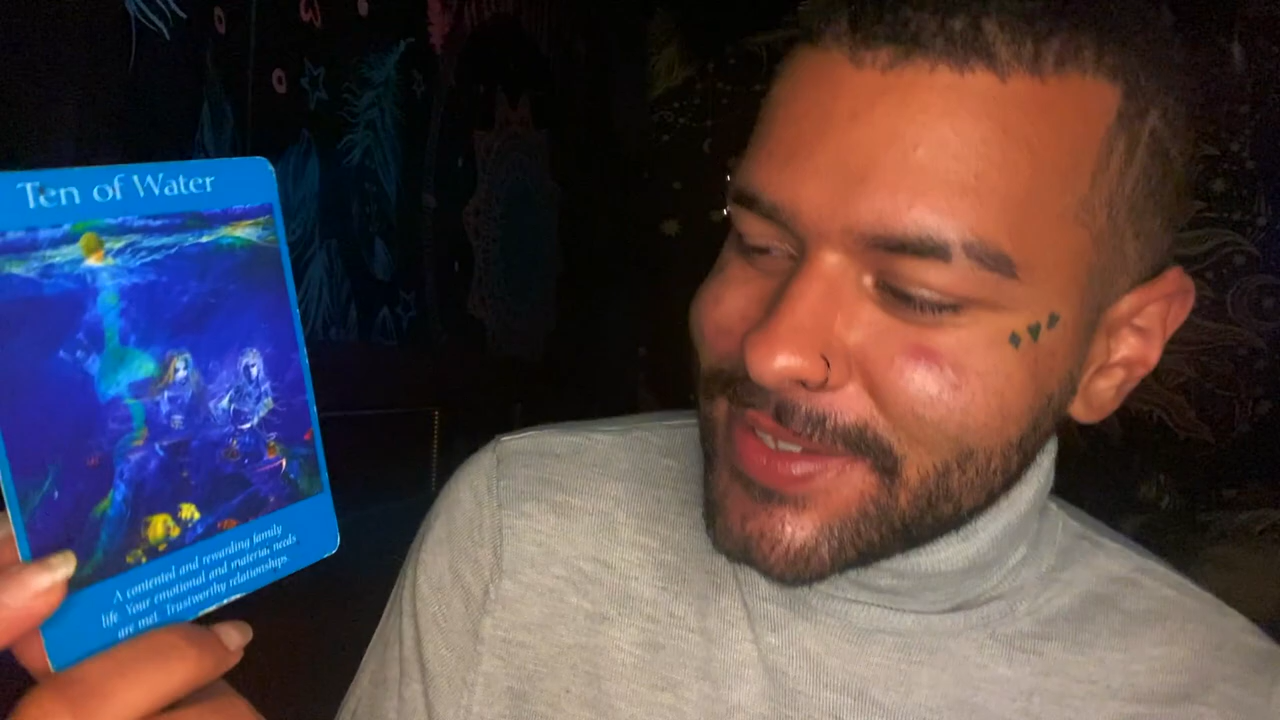 Ten of Water
A contented and rewarding family
life. Your emotional and material needs
are met. Trustworthy relationships.